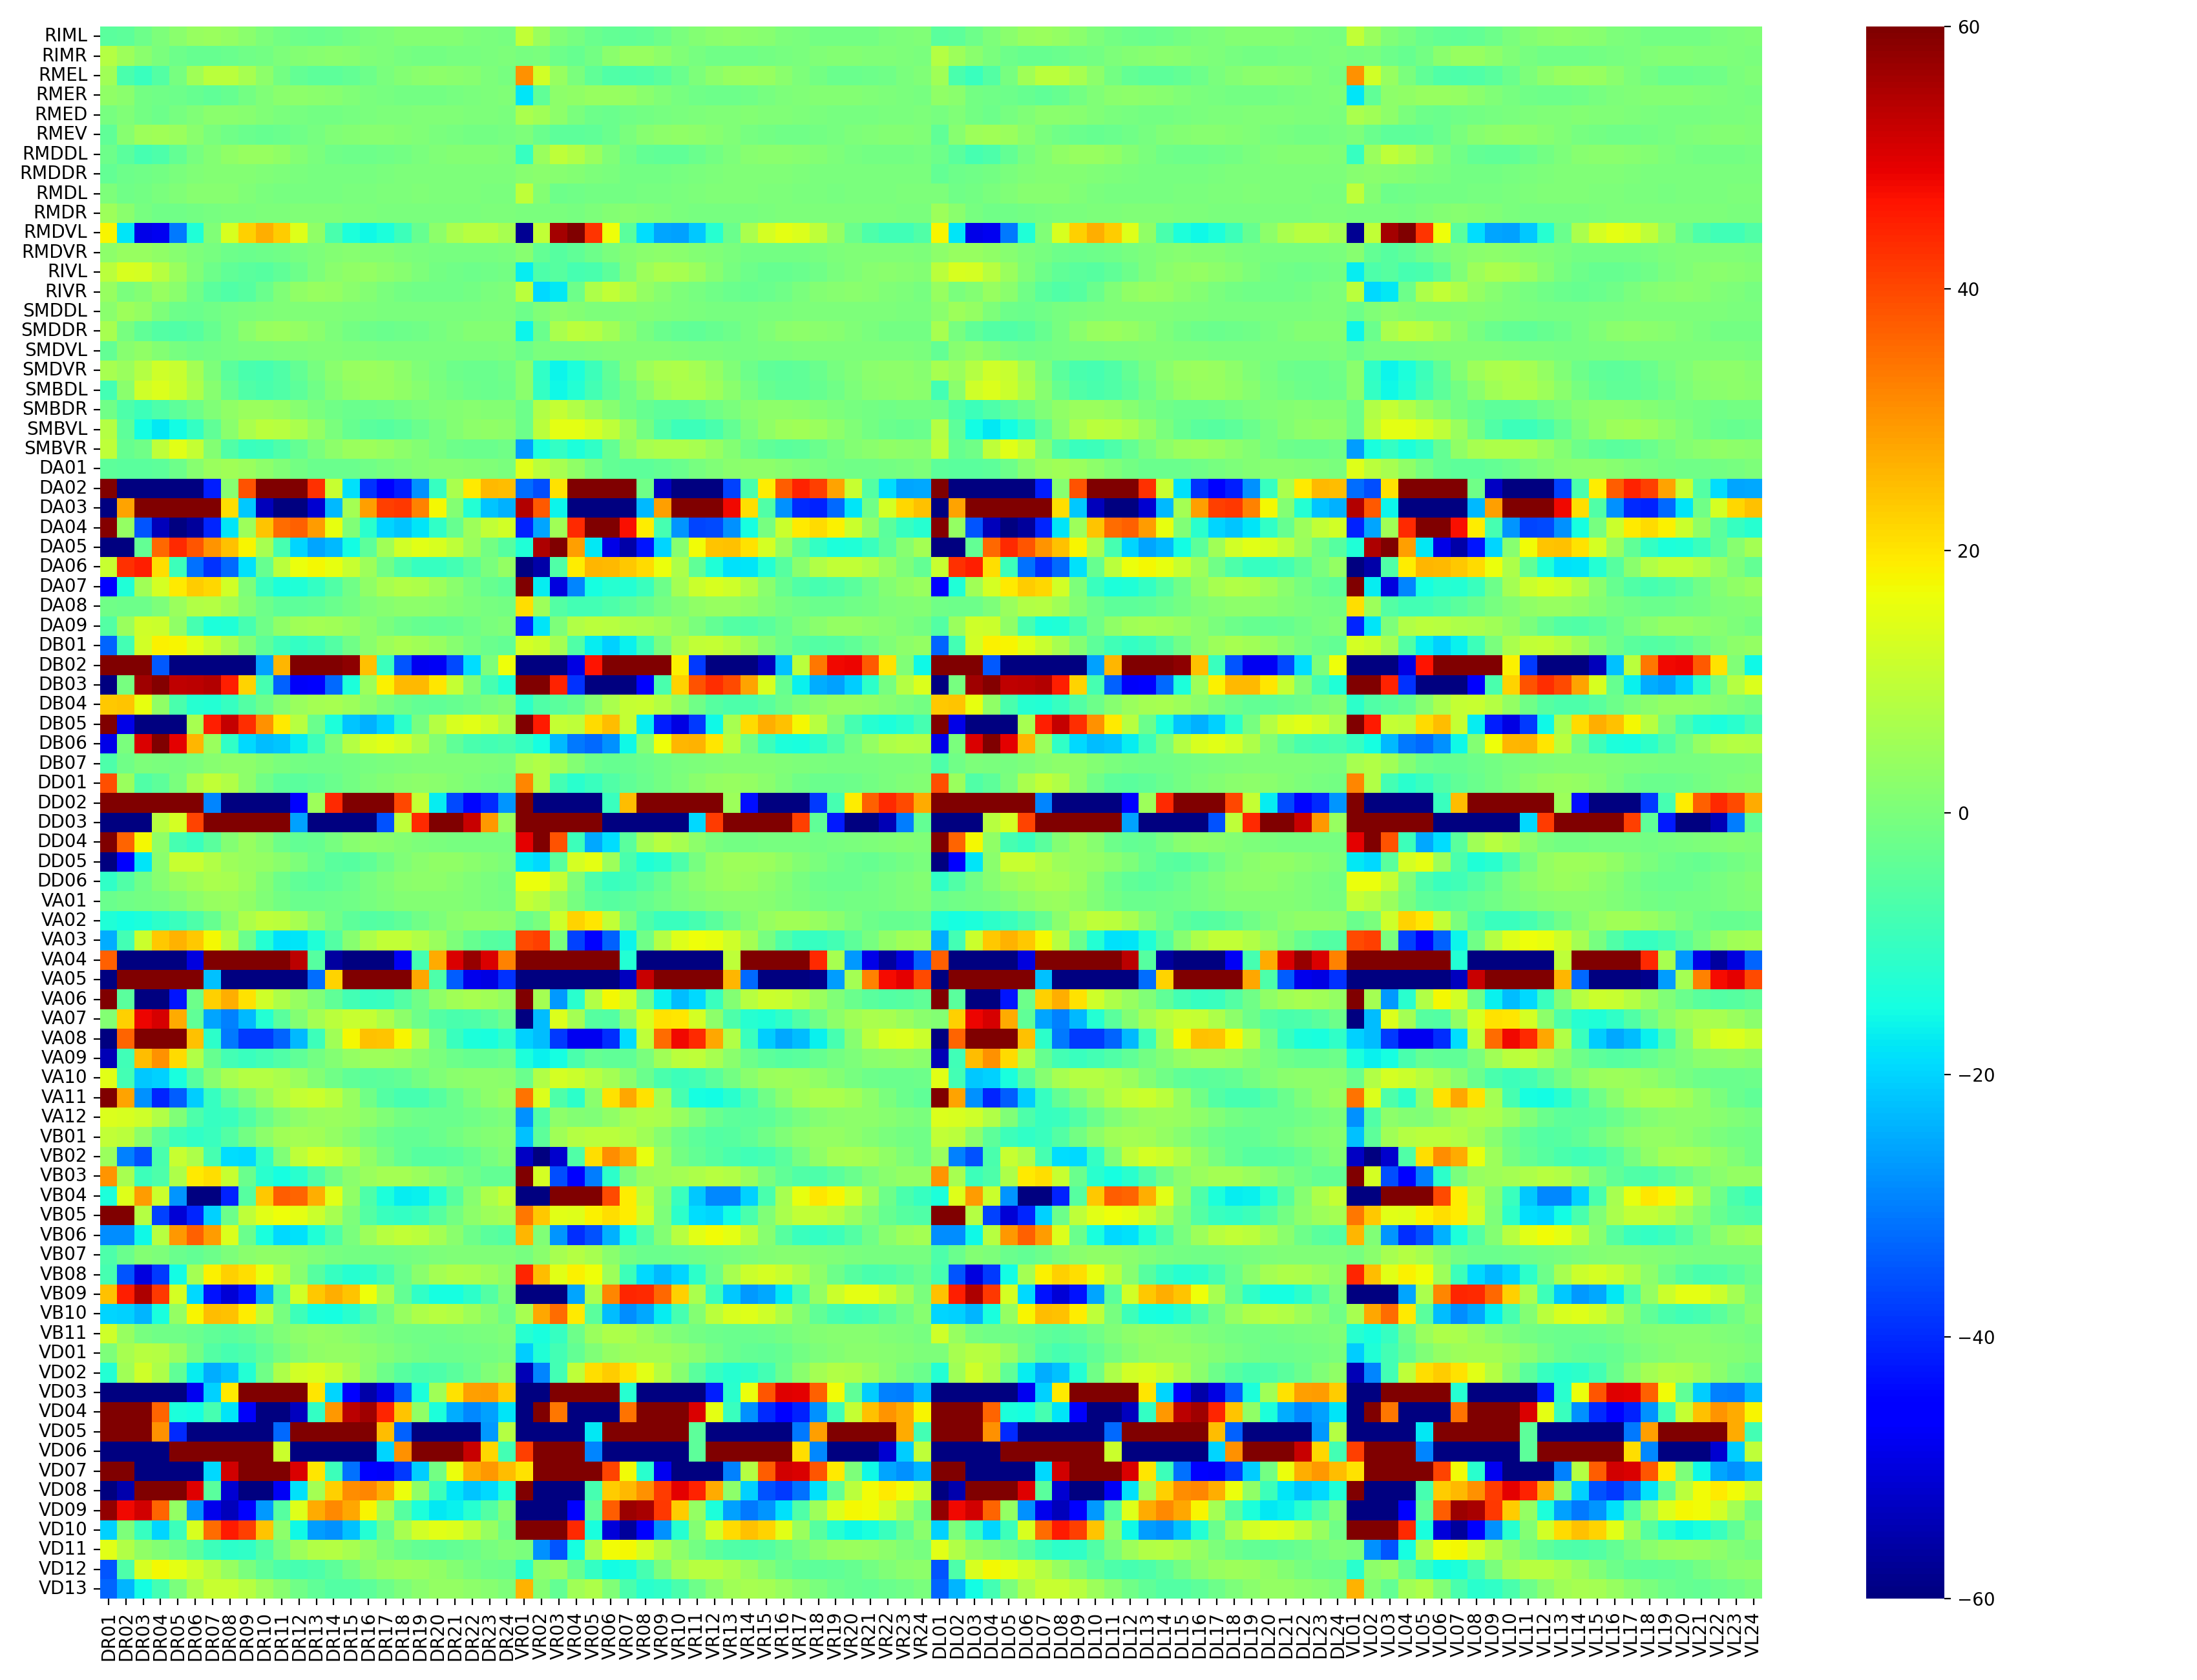 RIML
RIMR
RMEL
RMER
RMED
RMEV
RMDDL
RMDDR
RMDL
RMDR
RMDVL
RMDVR
RIVL
RIVR
SMDDL
SMDDR
SMDVL
SMDVR
SMBDL
SMBDR
SMBVL
SMBVR
DA01
DA02
DA03
DA04
DA05
DA06
DA07
DA08
DA09
DB01
DB02
DB03
DB04
DB05
DB06
DB07
DD01
DD02
DD03
DD04
DD05
DD06
VA01
VA02
VA03
VA04
VA05
VA06
VA07
VA08
VA09
VA10
VA11
VA12
VB01
VB02
VB03
VB04
VB05
VB06
VB07
VB08
VB09
VB10
VB11
VD01
VD02
VD03
VD04
VD05
VD06
VD07
VD08
VD09
VD10
VD11
VD12
VD13
DR01
DR02
DR03
DR04
DR05
DR06
DR07
DR08
DR09
DR10
DR11
DR12
DR13
DR14
DR15
DR16
DR17
DR18
DR19
DR20
DR21
DR22
DR23
DR24
VR01
VR02
VR03
VR04
VR05
VR06
VR07
VR08
VR09
VR10
VR11
VR12
VR13
VR14
VR15
VR16
VR17
VR18
VR19
VR20
VR21
VR22
VR23
VR24
DL01
DL02
DL03
DL04
DL05
DL06
DL07
DL08
DL09
DL10
DL11
DL12
DL13
DL14
DL15
DL16
DL17
DL18
DL19
DL20
DL21
DL22
DL23
DL24
VL01
VL02
VL03
VL04
VL05
VL06
VL07
VL08
VL09
VL10
VL11
VL12
VL13
VL14
VL15
VL16
VL17
VL18
VL19
VL20
VL21
VL22
VL23
VL24
60
40
20
0
−20
−40
−60